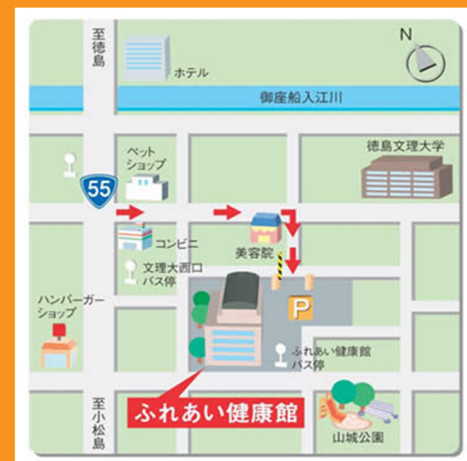 至徳島
ホテル
N
御座船入江川
ペット
ショップ
徳島文理大学
55
コンビニ
美容院
文理大西口
バス停
ハンバーガー
ショップ
P
ふれあい健康館
バス停
ふれあい健康館
至小松島
山城公園